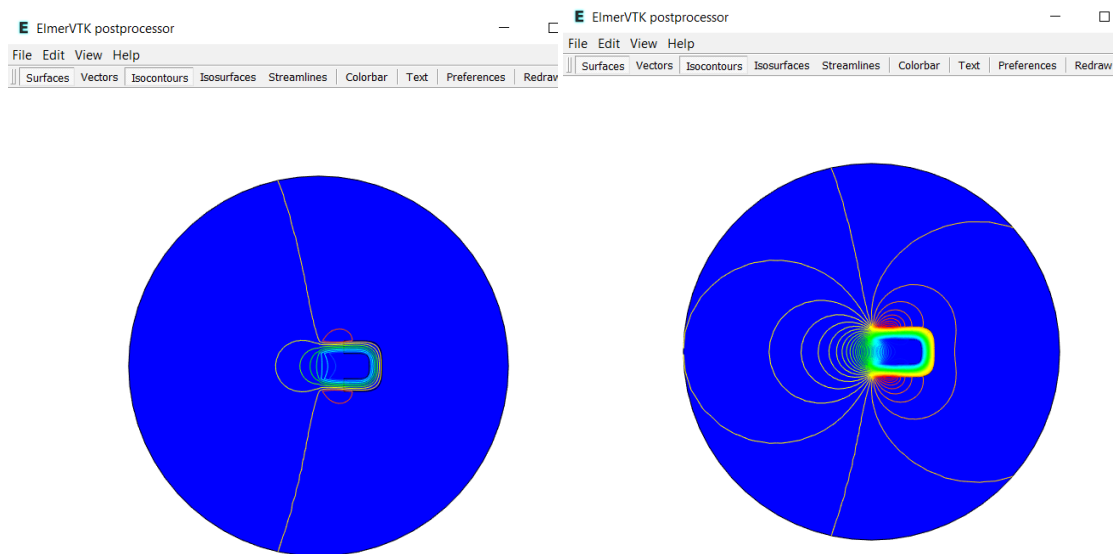 E ElmerVTK postprocessor
File Edit View Help
Surfaces Vectors Isocontours Isosurfaces Streamlines Colorbar Text Preferences Redraw
E ElmerVTK postprocessor
File Edit View Help
Surfaces Vectors Isocontours Isosurfaces Streamlines Colorbar Text Preferences Redraw